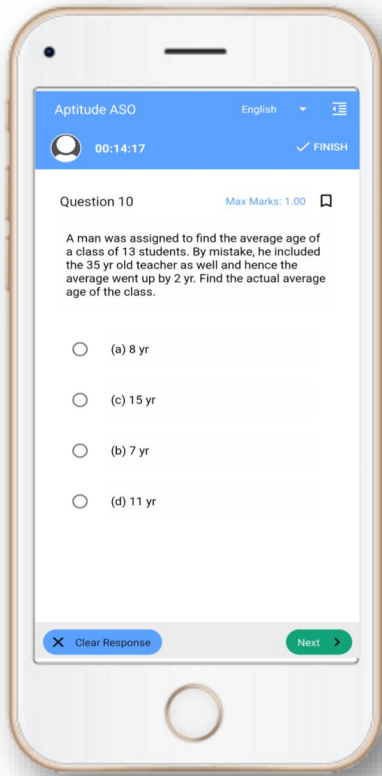 Aptitude ASO English
00:14:17 FINISH
Question 10 Max Marks: 1.00
A man was assigned to find the average age of
a class of 13 students. By mistake, he included
the 35 yr old teacher as well and hence the
average went up by 2 yr. Find the actual average
age of the class.
(a) 8 yr
(c) 15 yr
(b) 7 yr
(d) 11 yr
Clear Response Next